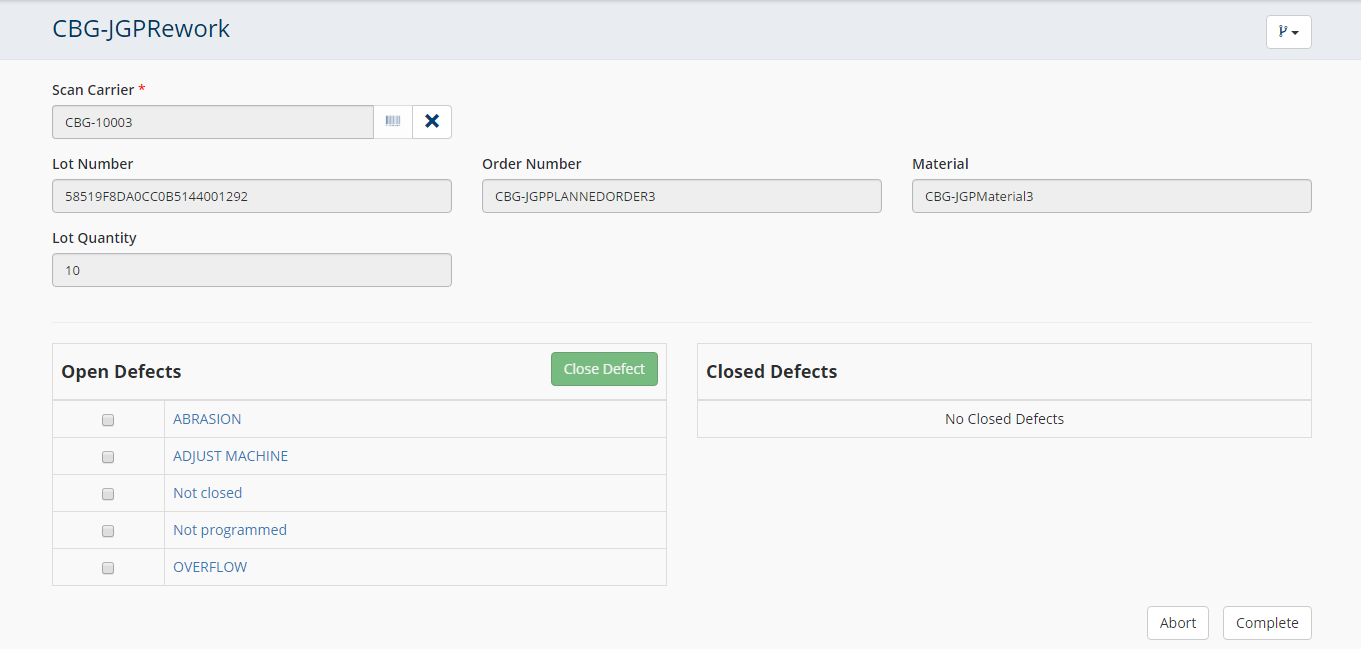 CBG-JGPRework
Scan Carrier *
CBG-10003
Lot Number Order Number Material
58519F8DA0CC0B5144001292 CBG-JGPPLANNEDORDER3 CBG-JGPMaterial3
Lot Quantity
10
Open Defects Close Defect Closed Defects
ABRASION No Closed Defects
ADJUST MACHINE
Not closed
Not programmed
OVERFLOW
Abort Complete